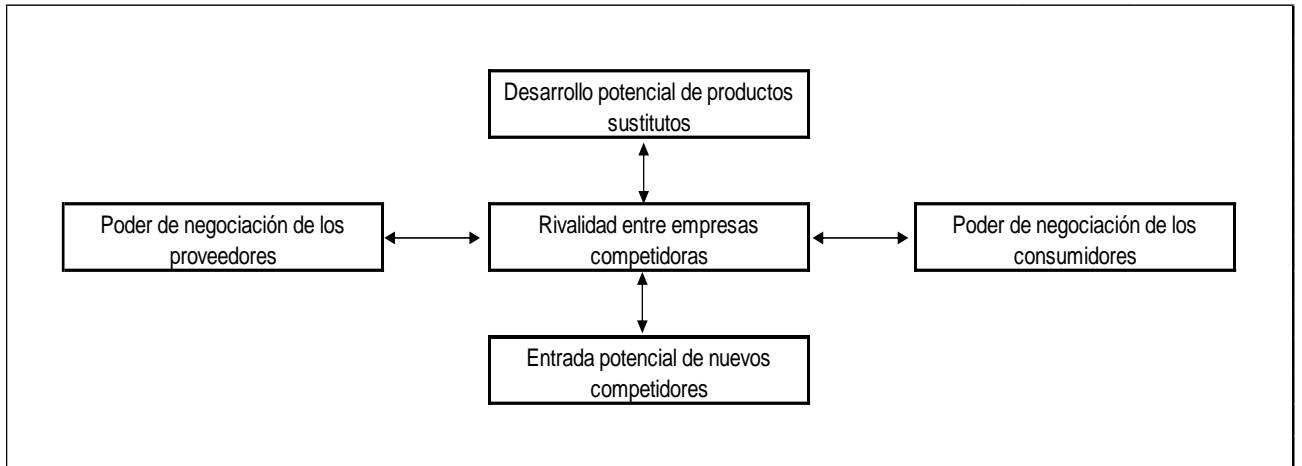 Desarrollo potencial de productos
sustitutos
Poder de negociación de los
proveedores
Rivalidad entre empresas
competidoras
Poder de negociación de los
consumidores
Entrada potencial de nuevos
competidores